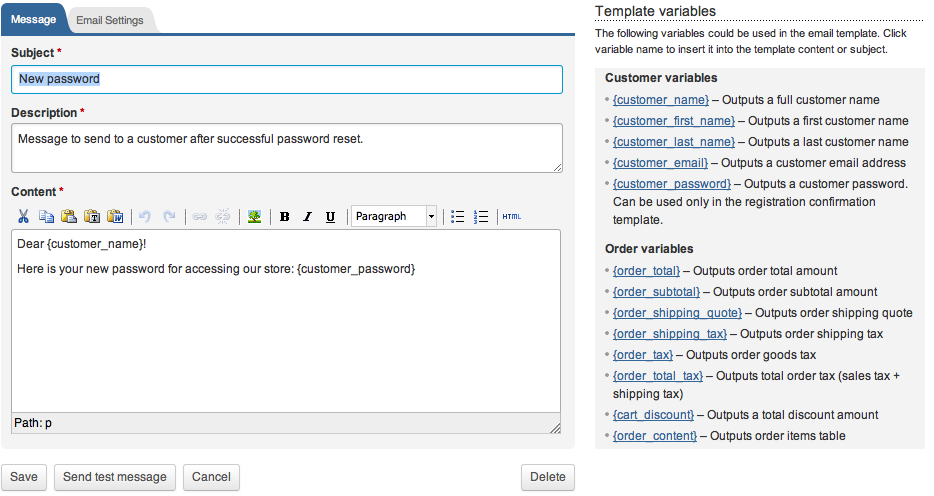 Message
Email Settings
Subject *
New password
Description *
Message to send to a customer after successful password reset.
Content *
B I U Paragraph HTML
Dear {customer_name}!
Here is your new password for accessing our store: {customer_password}
Path: p
Save
Send test message
Cancel
Delete
Template variables
The following variables could be used in the email template. Click
variable name to insert it into the template content or subject.
Customer variables
• {customer_name} – Outputs a full customer name
• {customer_first_name} – Outputs a first customer name
• {customer_last_name} – Outputs a last customer name
• {customer_email} – Outputs a customer email address
• {customer_password} – Outputs a customer password.
Can be used only in the registration confirmation
template.
Order variables
• {order_total} – Outputs order total amount
• {order_subtotal} – Outputs order subtotal amount
• {order_shipping_quote} – Outputs order shipping quote
• {order_shipping_tax} – Outputs order shipping tax
• {order_tax} – Outputs order goods tax
• {order_total_tax} – Outputs total order tax (sales tax +
shipping tax)
• {cart_discount} – Outputs a total discount amount
• {order_content} – Outputs order items table